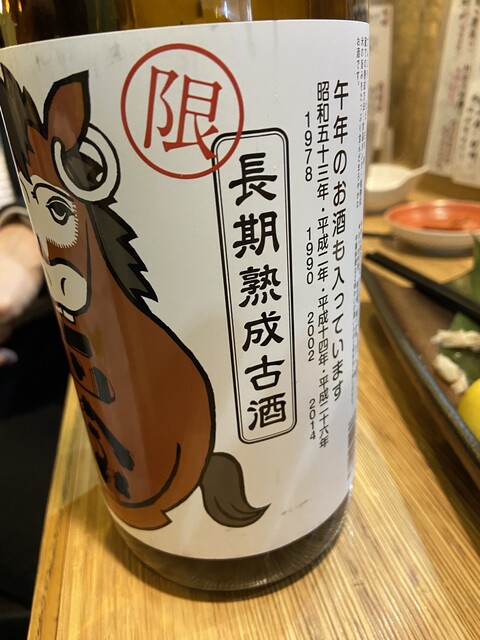 限
長期熟成古酒
午年のお酒も入っています
昭和五十三年・平成二年・平成十四年・平成二十六年
1978 1990 2002 2014